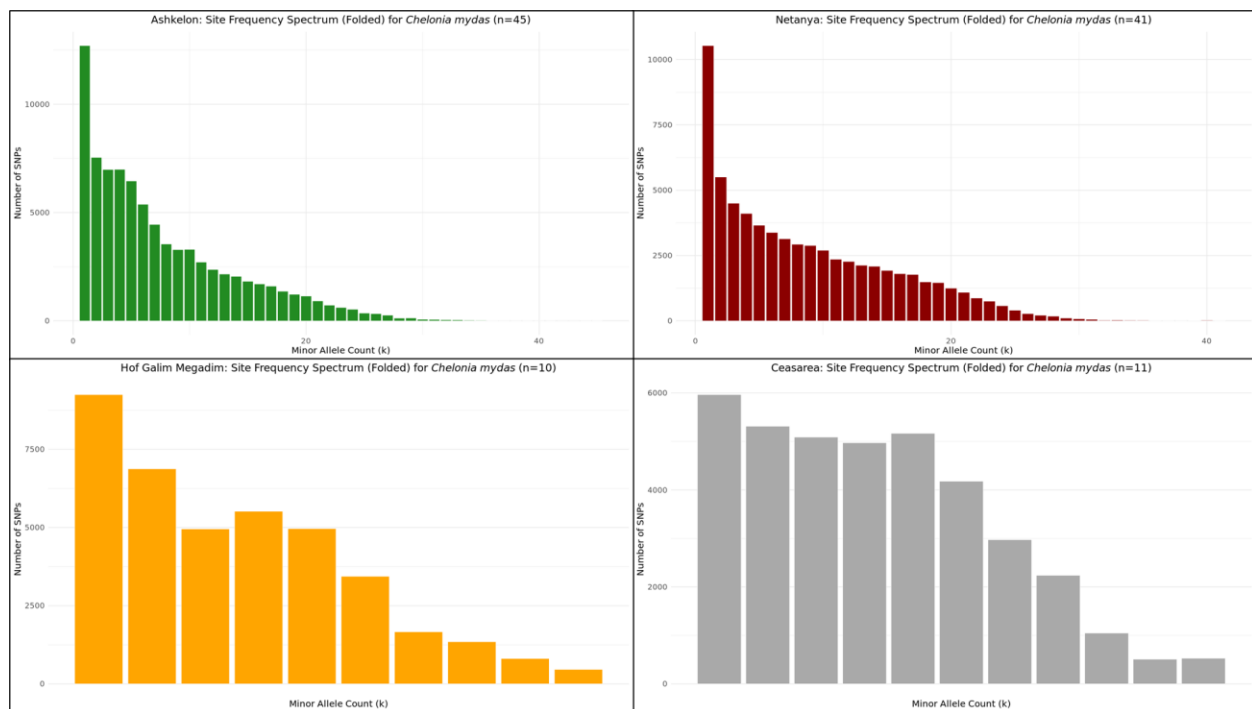 Ashkelon: Site Frequency Spectrum (Folded) for Chelonia mydas (n=45)
Number of SNPs
10000
5000
0
0
20
40
Minor Allele Count (k)
Netanya: Site Frequency Spectrum (Folded) for Chelonia mydas (n=41)
Number of SNPs
10000
7500
5000
2500
0
0
20
40
Minor Allele Count (k)
Hof Galim Megadim: Site Frequency Spectrum (Folded) for Chelonia mydas (n=10)
Number of SNPs
7500
5000
2500
0
Minor Allele Count (k)
Ceasarea: Site Frequency Spectrum (Folded) for Chelonia mydas (n=11)
Number of SNPs
6000
4000
2000
0
Minor Allele Count (k)